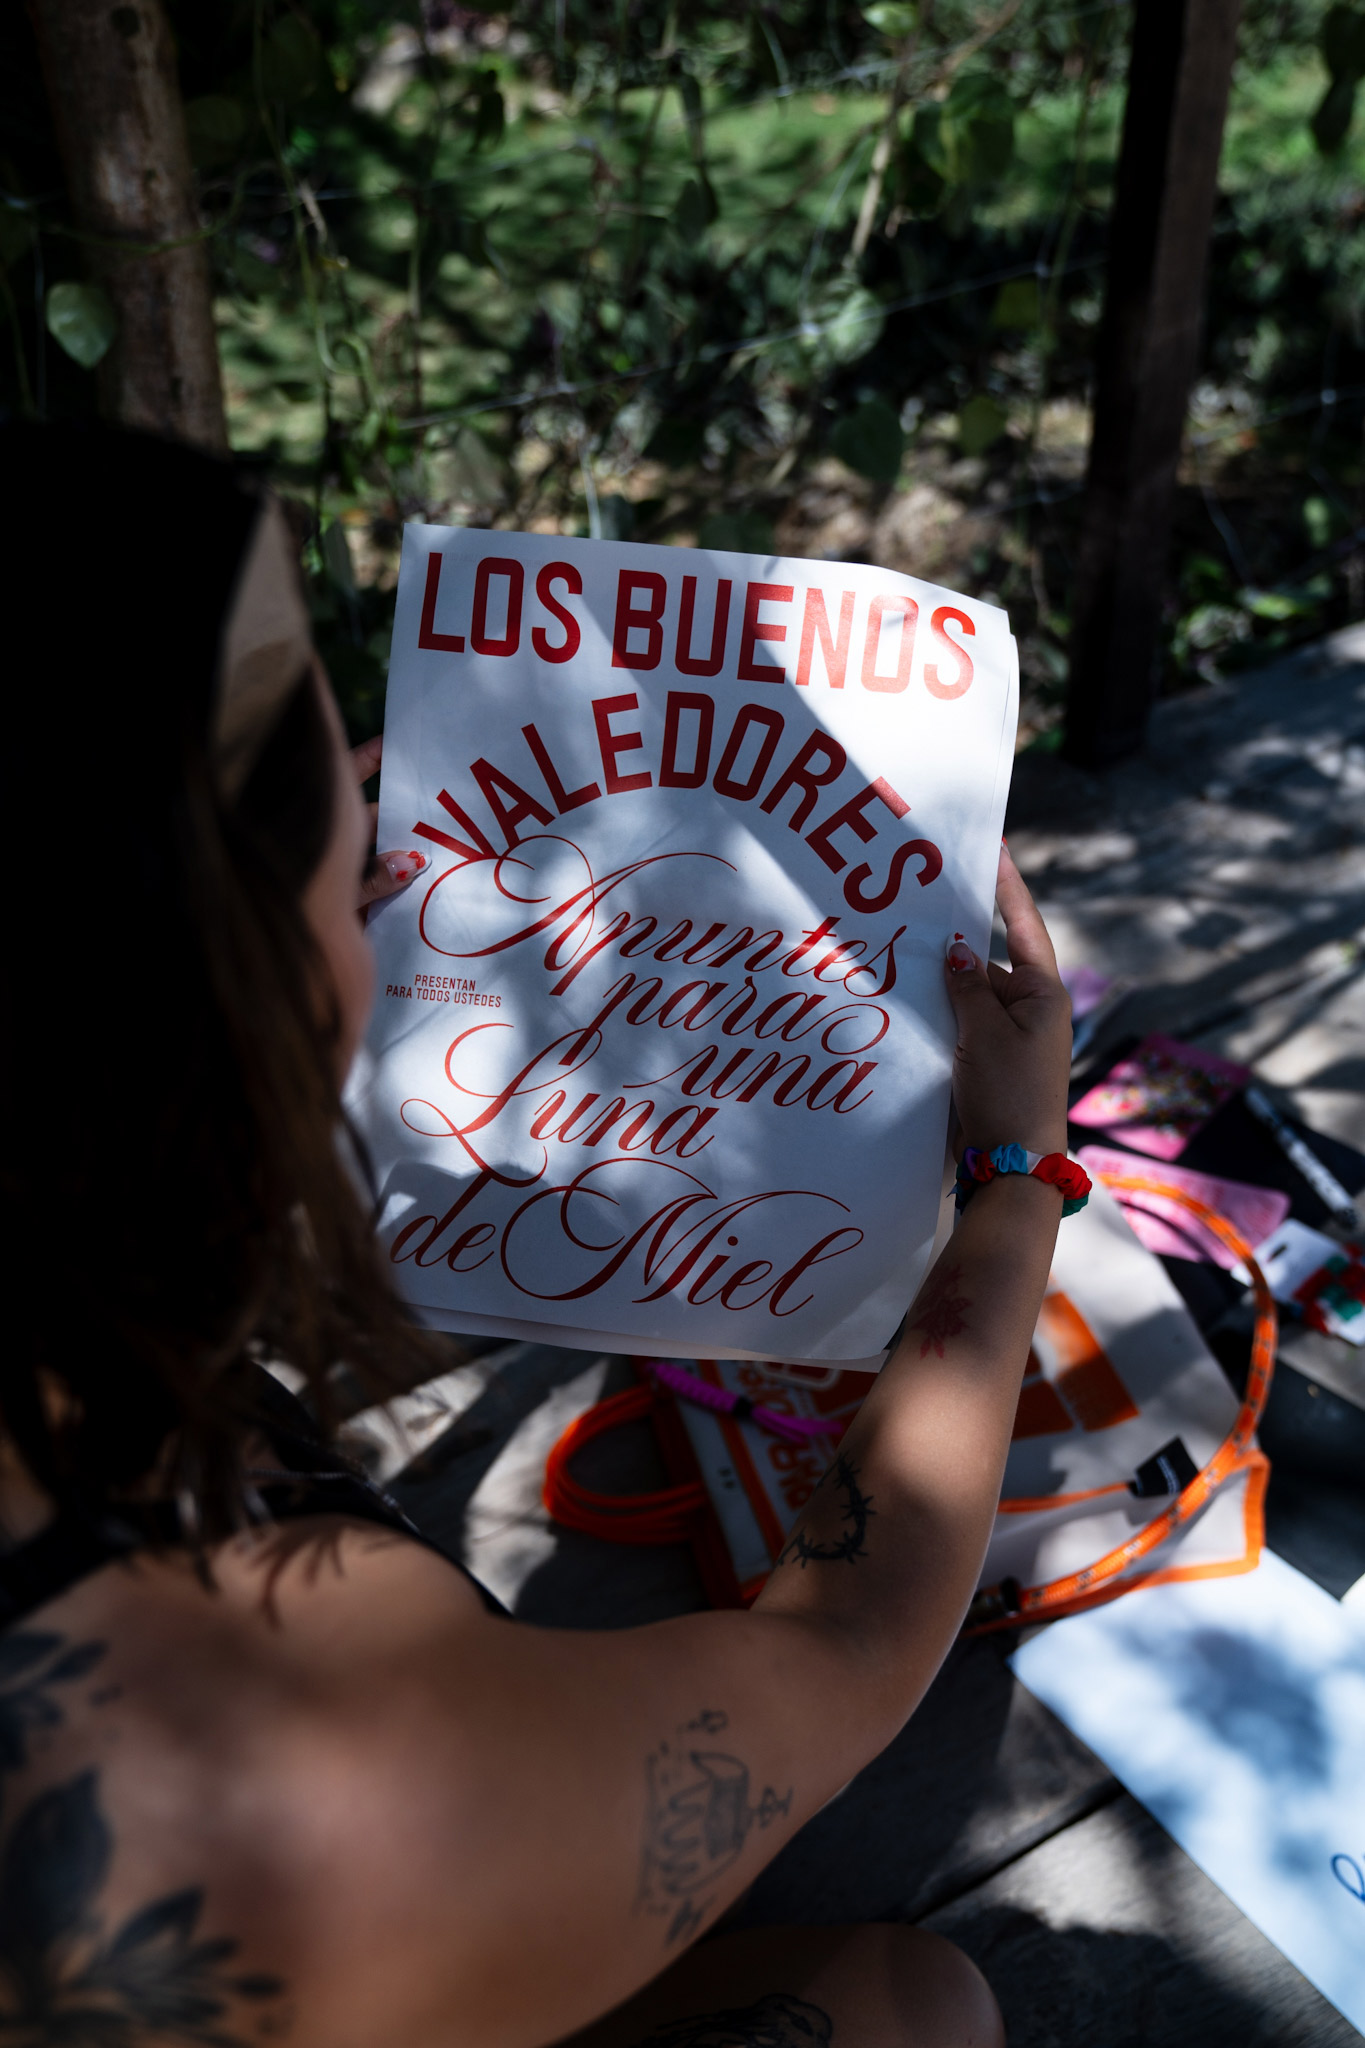 LOS BUENOS
VALEDORES
Apuntes
para
PRESENTAN
PARA TODOS USTEDES
una
Luna
de Miel